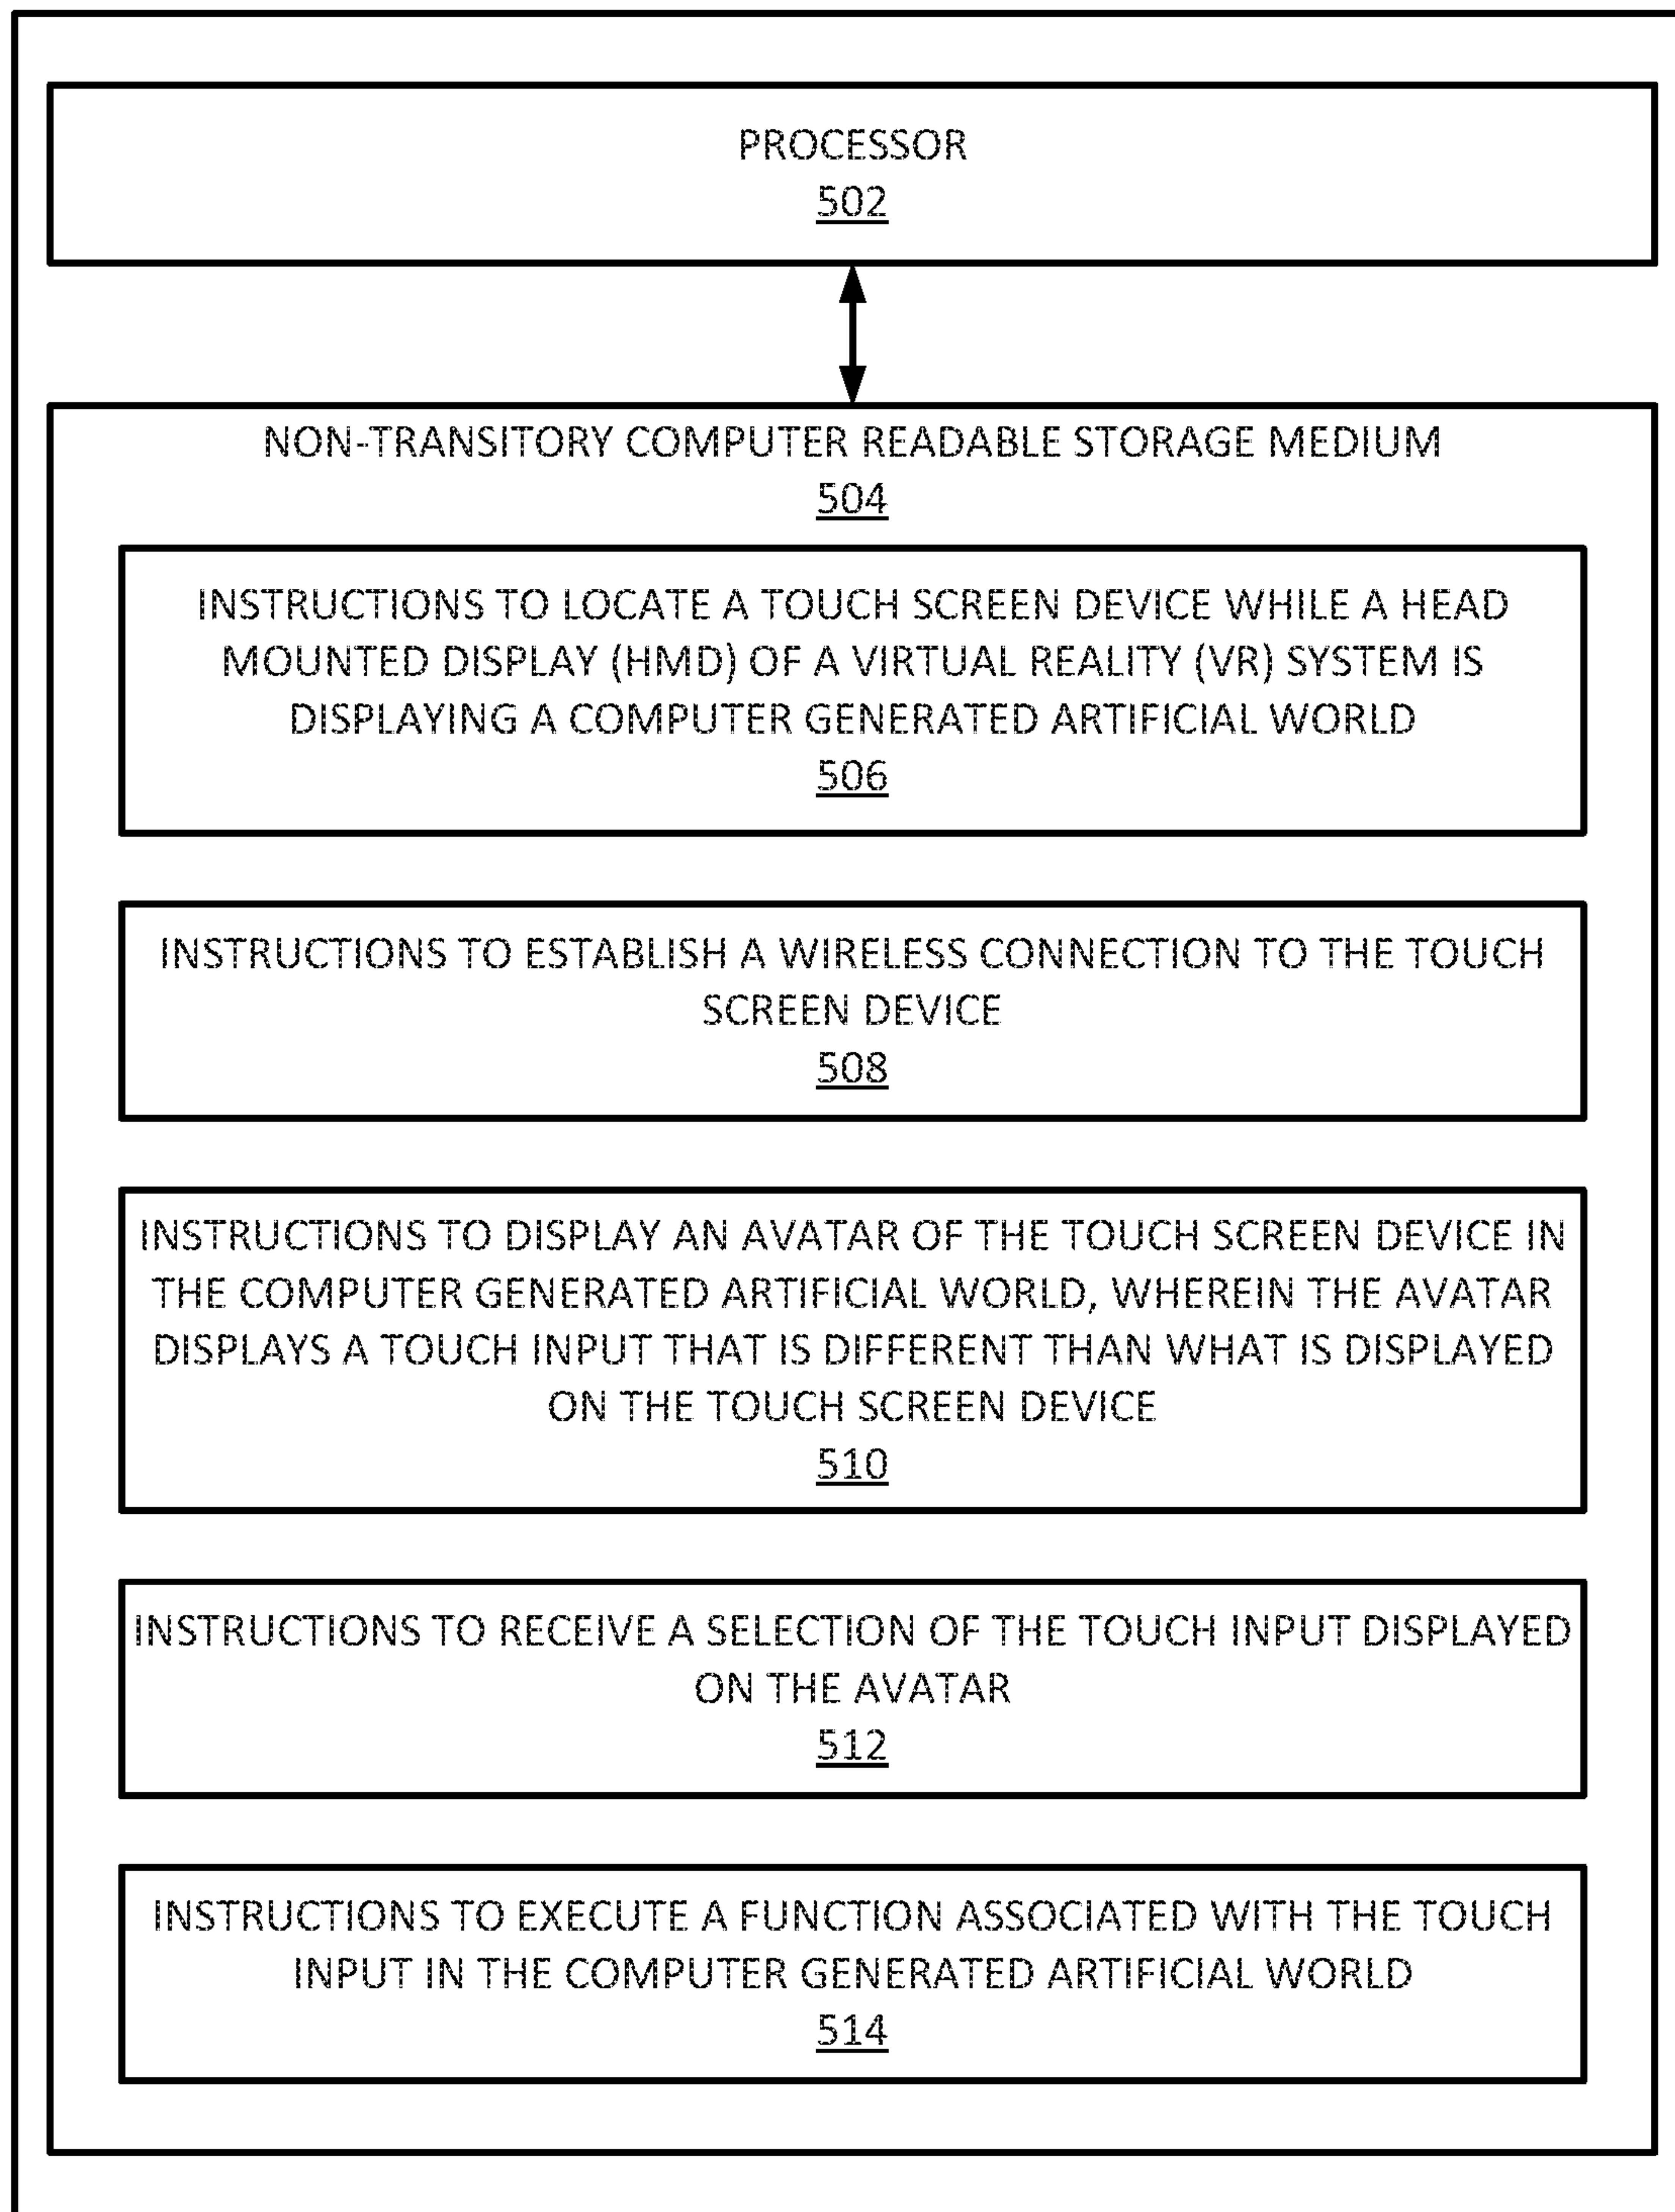 PROCESSOR
502
NON-TRANSITORY COMPUTER READABLE STORAGE MEDIUM
504
INSTRUCTIONS TO LOCATE A TOUCH SCREEN DEVICE WHILE A HEAD
MOUNTED DISPLAY (HMD) OF A VIRTUAL REALITY (VR) SYSTEM IS
DISPLAYING A COMPUTER GENERATED ARTIFICIAL WORLD
506
INSTRUCTIONS TO ESTABLISH A WIRELESS CONNECTION TO THE TOUCH
SCREEN DEVICE
508
INSTRUCTIONS TO DISPLAY AN AVATAR OF THE TOUCH SCREEN DEVICE IN
THE COMPUTER GENERATED ARTIFICIAL WORLD, WHEREIN THE AVATAR
DISPLAYS A TOUCH INPUT THAT IS DIFFERENT THAN WHAT IS DISPLAYED
ON THE TOUCH SCREEN DEVICE
510
INSTRUCTIONS TO RECEIVE A SELECTION OF THE TOUCH INPUT DISPLAYED
ON THE AVATAR
512
INSTRUCTIONS TO EXECUTE A FUNCTION ASSOCIATED WITH THE TOUCH
INPUT IN THE COMPUTER GENERATED ARTIFICIAL WORLD
514